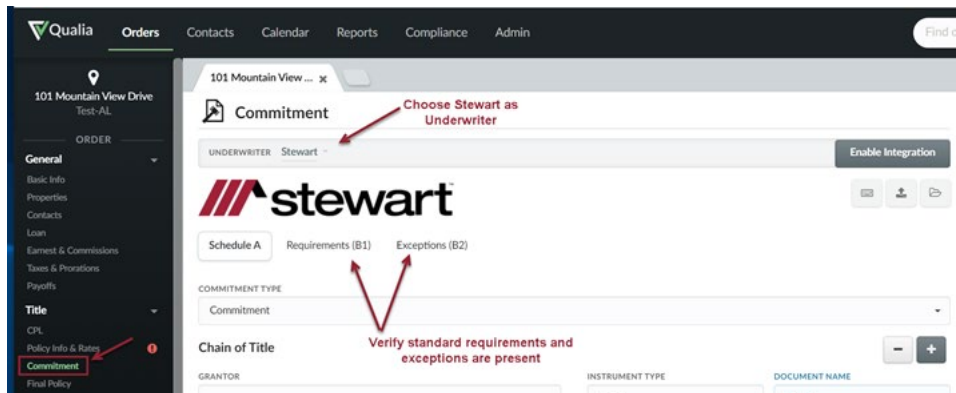 Qualia
Orders
Contacts
Calendar
Reports
Compliance
Admin
Find
101 Mountain View Drive
Test-AL
ORDER
General
Basic Info
Properties
Contacts
Loan
Earnest & Commissions
Taxes & Prorations
Payoffs
Title
CPL
Policy Info & Rates
Commitment
Final Policy
101 Mountain View ... x
Commitment
Choose Stewart as
Underwriter
UNDERWRITER Stewart
Enable Integration
stewart
Schedule A
Requirements (B1)
Exceptions (B2)
COMMITMENT TYPE
Commitment
Verify standard requirements and
exceptions are present
Chain of Title
GRANTOR
INSTRUMENT TYPE
DOCUMENT NAME